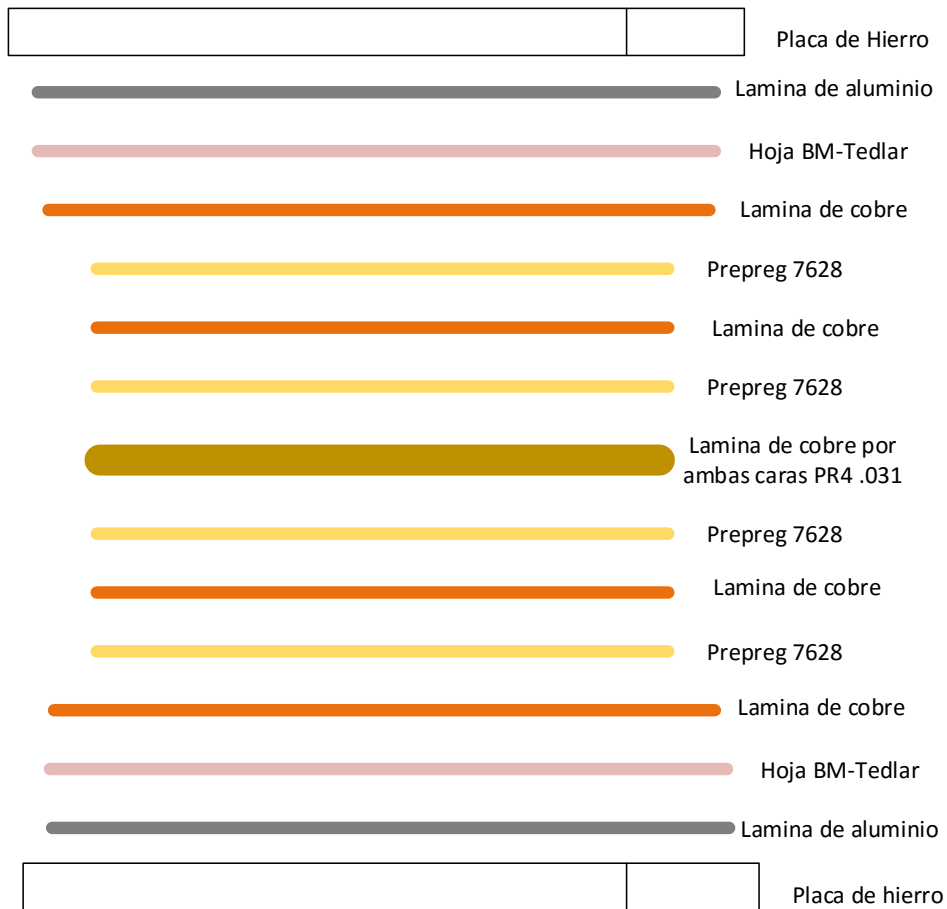 Placa de Hierro
Lamina de aluminio
Hoja BM-Tedlar
Lamina de cobre
Prepreg 7628
Lamina de cobre
Prepreg 7628
Lamina de cobre por
ambas caras PR4 .031
Prepreg 7628
Lamina de cobre
Prepreg 7628
Lamina de cobre
Hoja BM-Tedlar
Lamina de aluminio
Placa de hierro